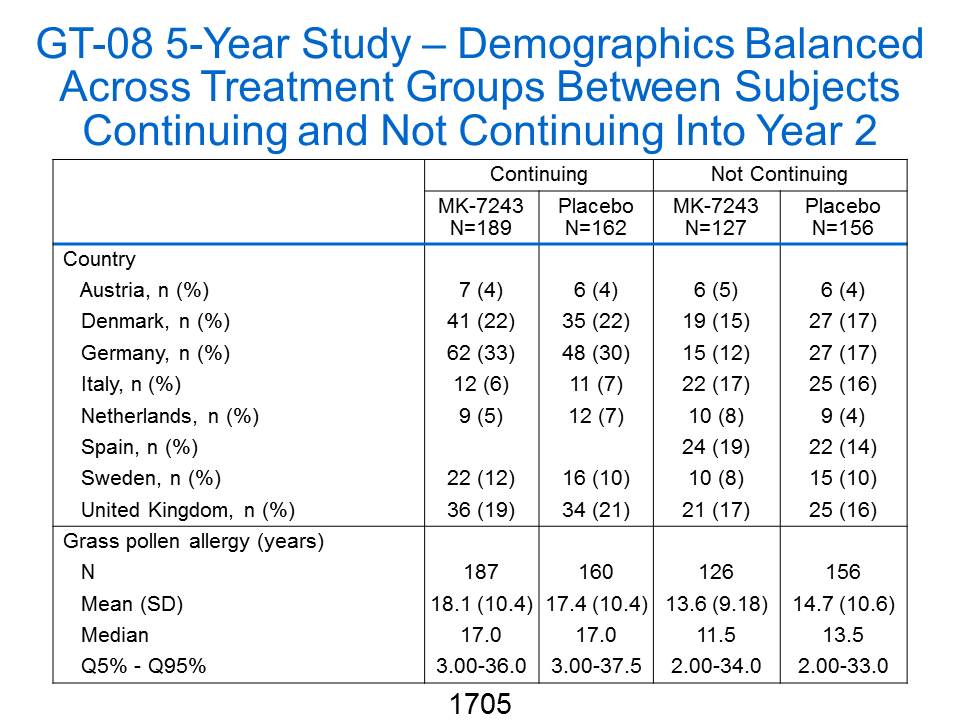 GT-08 5-Year Study – Demographics Balanced
Across Treatment Groups Between Subjects
Continuing and Not Continuing Into Year 2
Continuing Not Continuing
MK-7243 Placebo MK-7243 Placebo
N=189 N=162 N=127 N=156
Country
Austria, n (%) 7 (4) 6 (4) 6 (5) 6 (4)
Denmark, n (%) 41 (22) 35 (22) 19 (15) 27 (17)
Germany, n (%) 62 (33) 48 (30) 15 (12) 27 (17)
Italy, n (%) 12 (6) 11 (7) 22 (17) 25 (16)
Netherlands, n (%) 9 (5) 12 (7) 10 (8) 9 (4)
Spain, n (%) 24 (19) 22 (14)
Sweden, n (%) 22 (12) 16 (10) 10 (8) 15 (10)
United Kingdom, n (%) 36 (19) 34 (21) 21 (17) 25 (16)
Grass pollen allergy (years)
N 187 160 126 156
Mean (SD) 18.1 (10.4) 17.4 (10.4) 13.6 (9.18) 14.7 (10.6)
Median 17.0 17.0 11.5 13.5
Q5% - Q95% 3.00-36.0 3.00-37.5 2.00-34.0 2.00-33.0
1705